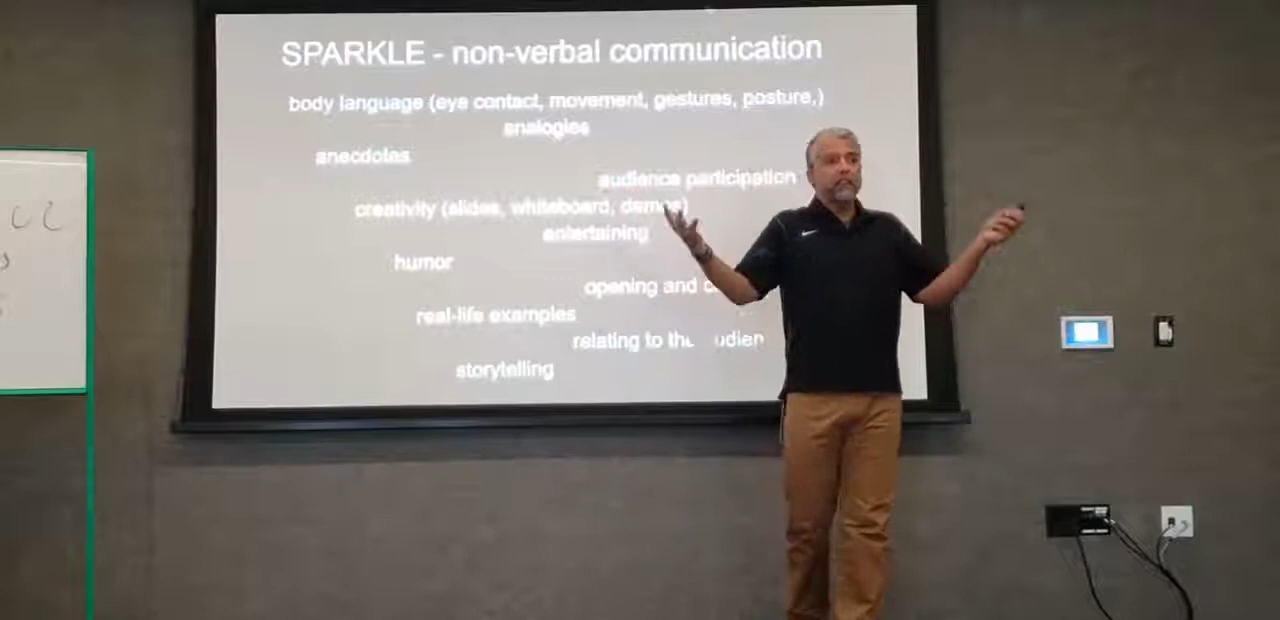 SPARKLE - non-verbal communication
body language (eye contact, movement, gestures, posture,)
analogies
anecdotes
audience participation
creativity (slides, whiteboard, demos)
entertaining
humor
opening and
real-life examples
relating to
storytelling